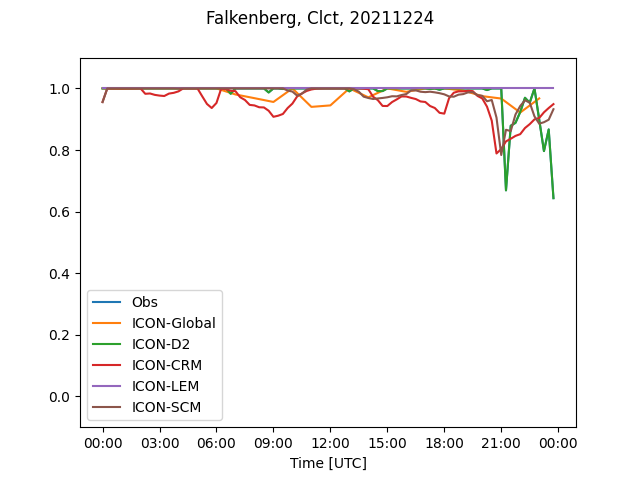 Falkenberg, Clct, 20211224
1.0
0.8
0.6
0.4
0.2
0.0
Obs
ICON-Global
ICON-D2
ICON-CRM
ICON-LEM
ICON-SCM
00:00 03:00 06:00 09:00 12:00 15:00 18:00 21:00 00:00
Time [UTC]